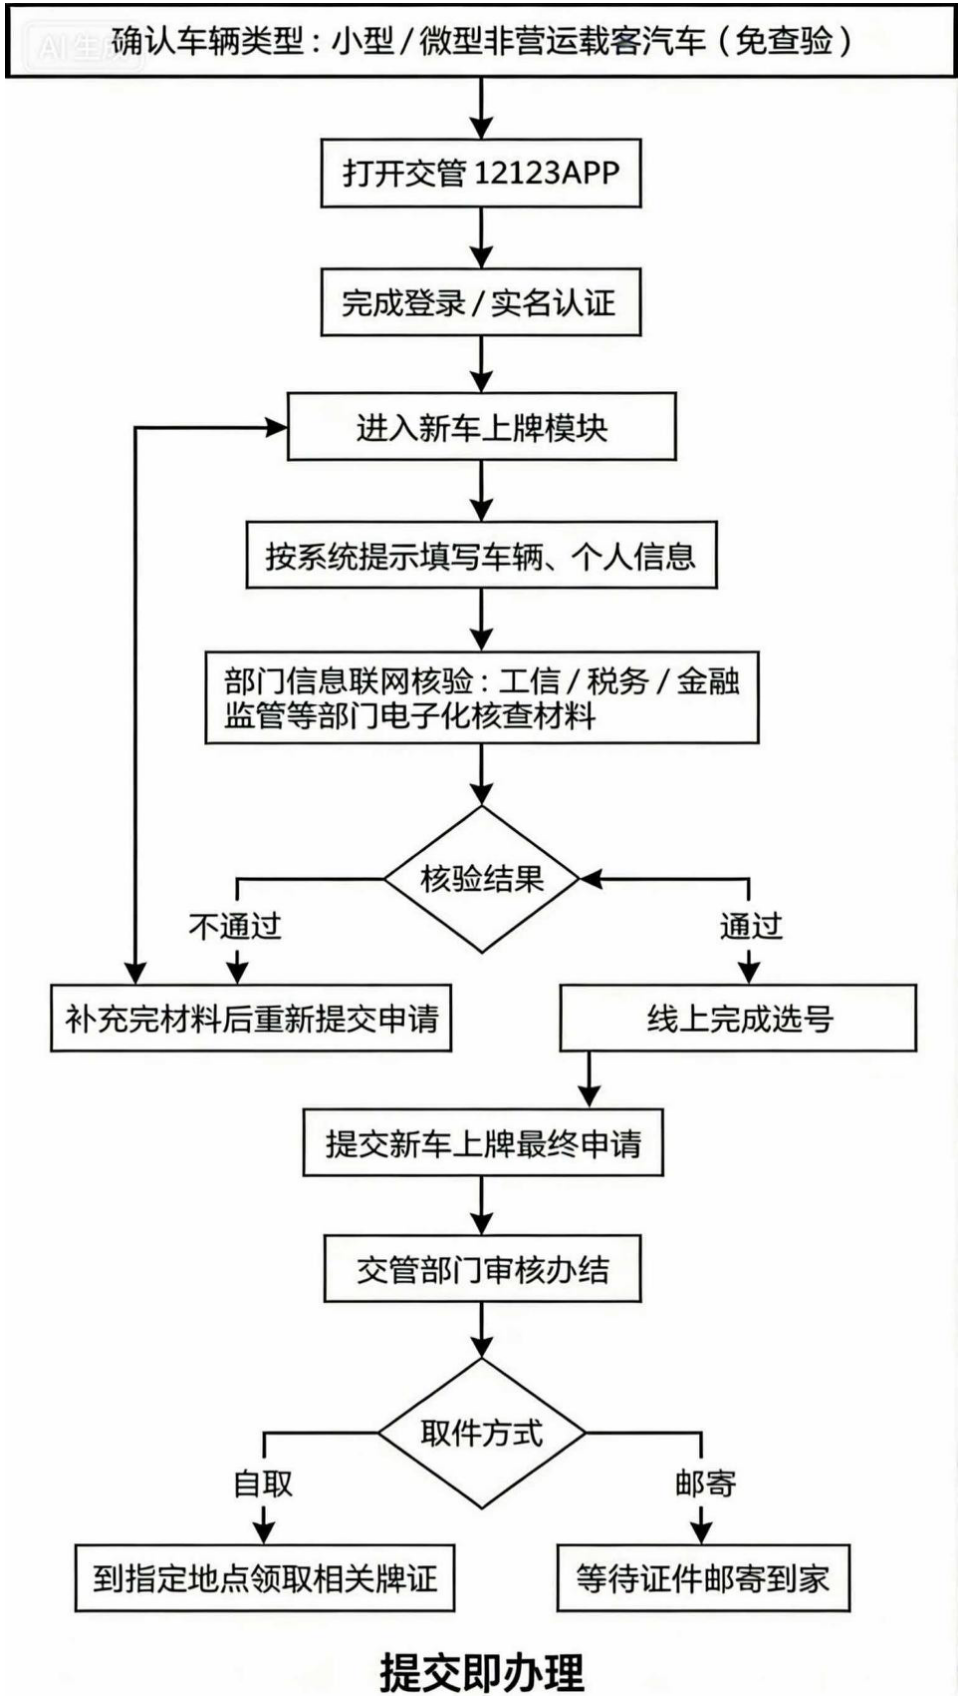 AI生成
确认车辆类型：小型/微型非营运载客汽车（免查验）
打开交管12123APP
完成登录/实名认证
进入新车上牌模块
按系统提示填写车辆、个人信息
部门信息联网核验：工信/税务/金融
监管等部门电子化核查材料
核验结果
不通过
通过
补充完材料后重新提交申请
线上完成选号
提交新车上牌最终申请
交管部门审核办结
取件方式
自取
邮寄
到指定地点领取相关牌证
等待证件邮寄到家
提交即办理